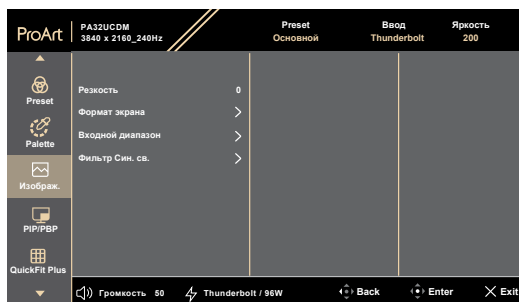 ProArt
PA32UCDM
3840 x 2160_240Hz
Preset
Основной
Ввод
Thunderbolt
Яркость
200
Preset
Palette
Изображ.
PIP/PBP
QuickFit Plus
Резкость 0
Формат экрана
Входной диапазон
Фильтр Син. св.
Громкость 50
Thunderbolt / 96W
Back
Enter
Exit